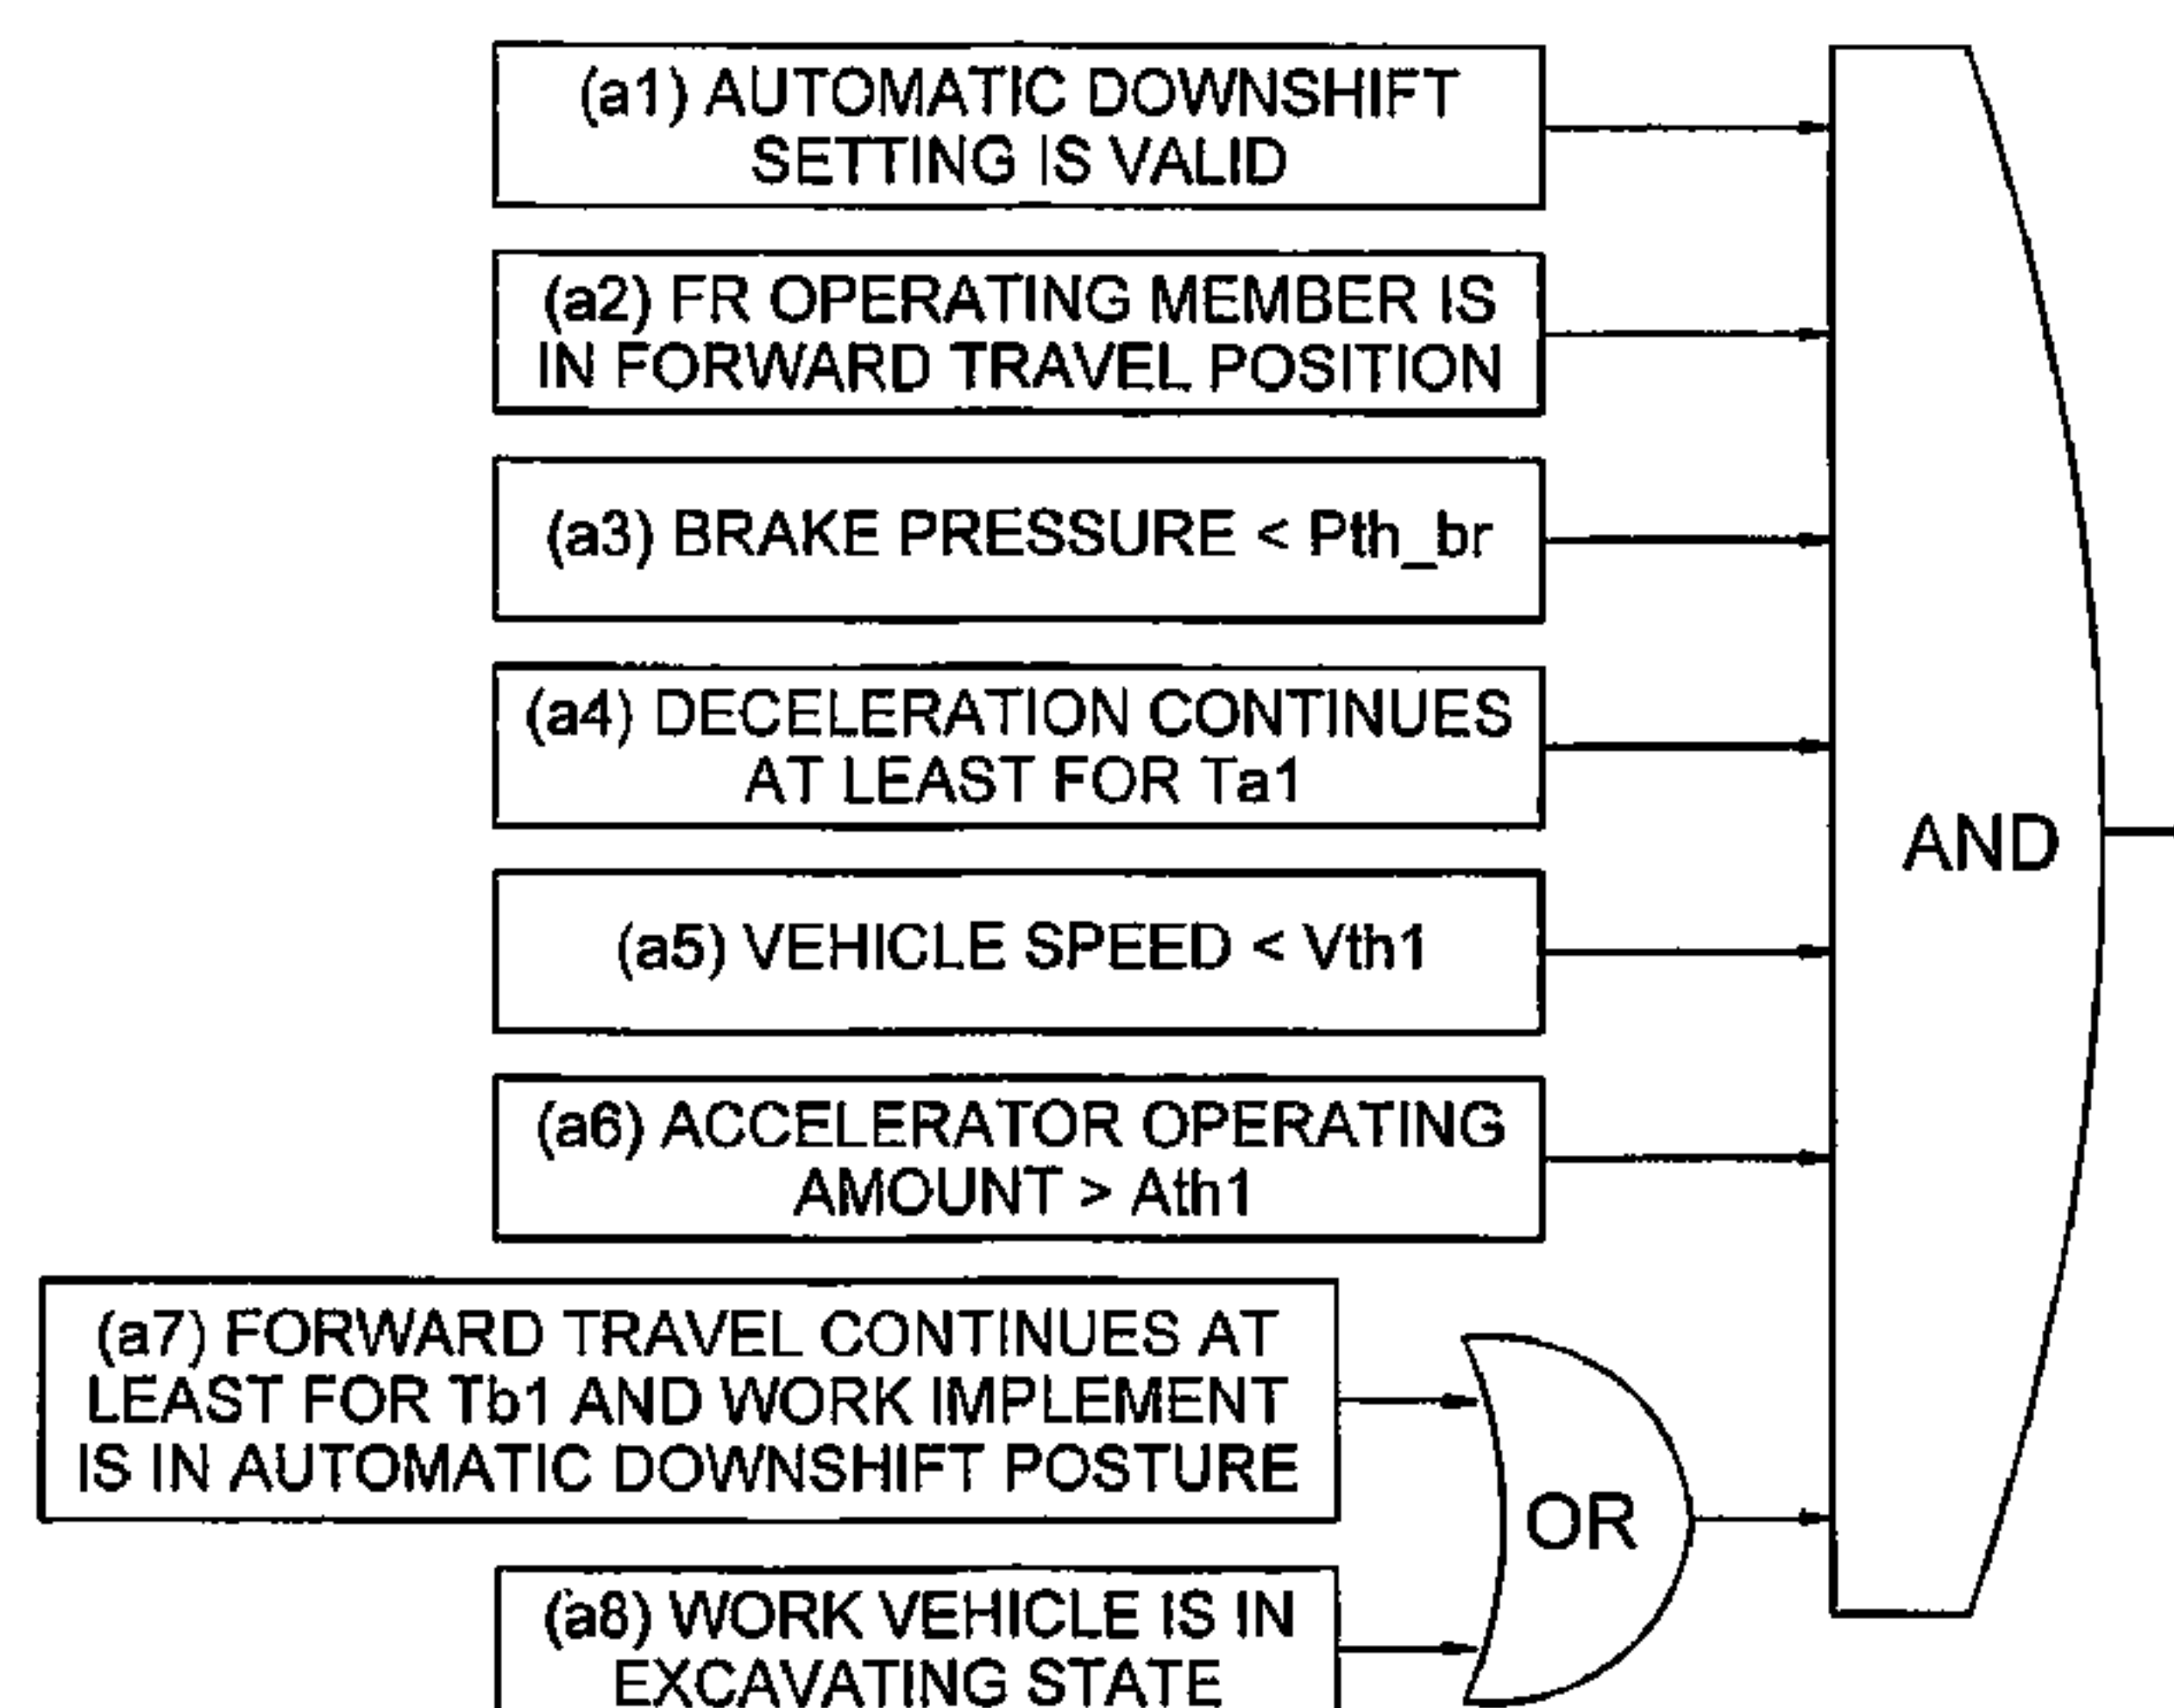 (a1) AUTOMATIC DOWNSHIFT
SETTING IS VALID
(a2) FR OPERATING MEMBER IS
IN FORWARD TRAVEL POSITION
(a3) BRAKE PRESSURE < Pth_br
(a4) DECELERATION CONTINUES
AT LEAST FOR Ta1
(a5) VEHICLE SPEED < Vth1
(a6) ACCELERATOR OPERATING
AMOUNT > Ath1
(a7) FORWARD TRAVEL CONTINUES AT
LEAST FOR Tb1 AND WORK IMPLEMENT
IS IN AUTOMATIC DOWNSHIFT POSTURE
(a8) WORK VEHICLE IS IN
EXCAVATING STATE
OR
AND